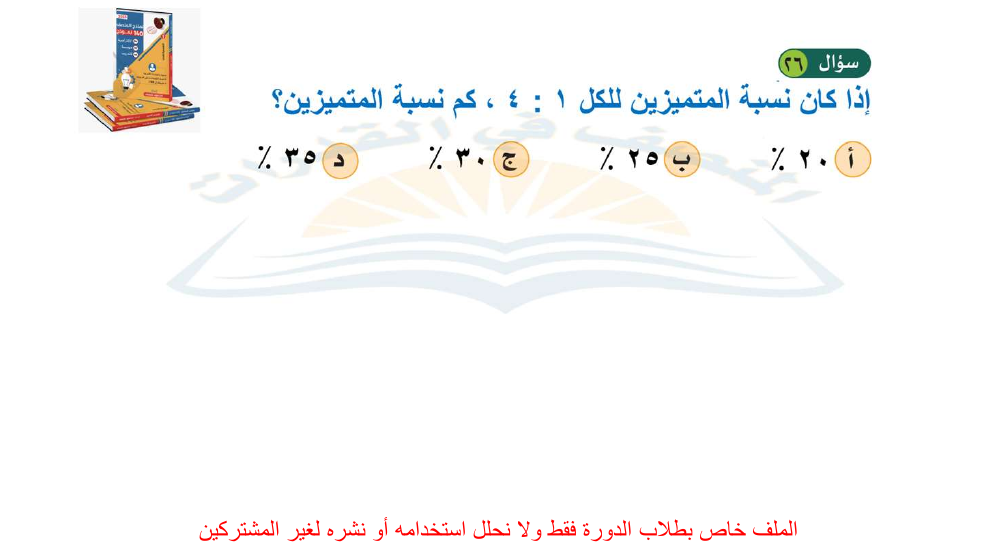 سؤال ٢٦
إذا كان نسبة المتميزين للكل ١ : ٤ ، كم نسبة المتميزين؟
أ ٢٠ ٪ ب ٢٥ ٪ ج ٣٠ ٪ د ٣٥ ٪
الملف خاص بطلاب الدورة فقط ولا نحلل استخدامه أو نشره لغير المشتركين